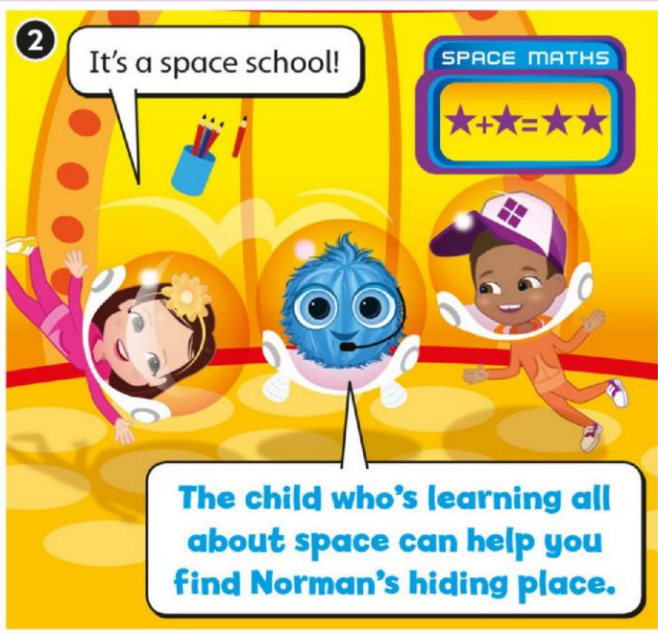 2
It's a space school!
SPACE MATHS
★+★=★★
The child who's learning all
about space can help you
find Norman's hiding place.